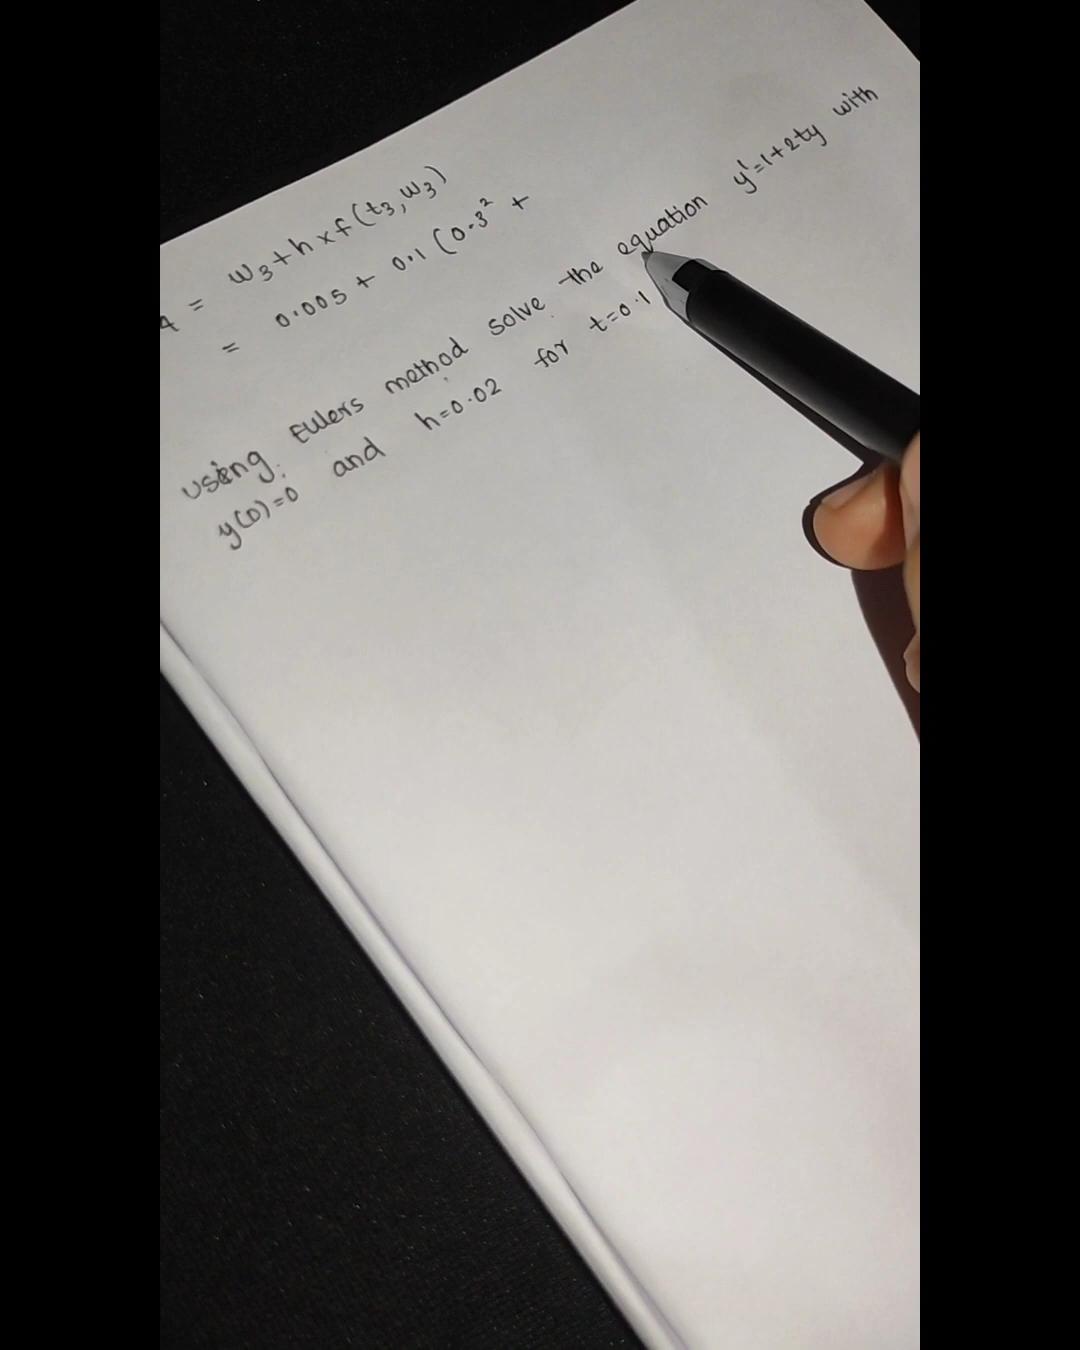 = w3+h×f(t3,w3)
= 0.005 + 0.1 (0.3² +
using Eulers method solve the equation y'=1+2ty with
y(0)=0 and h=0.02 for t=0.1